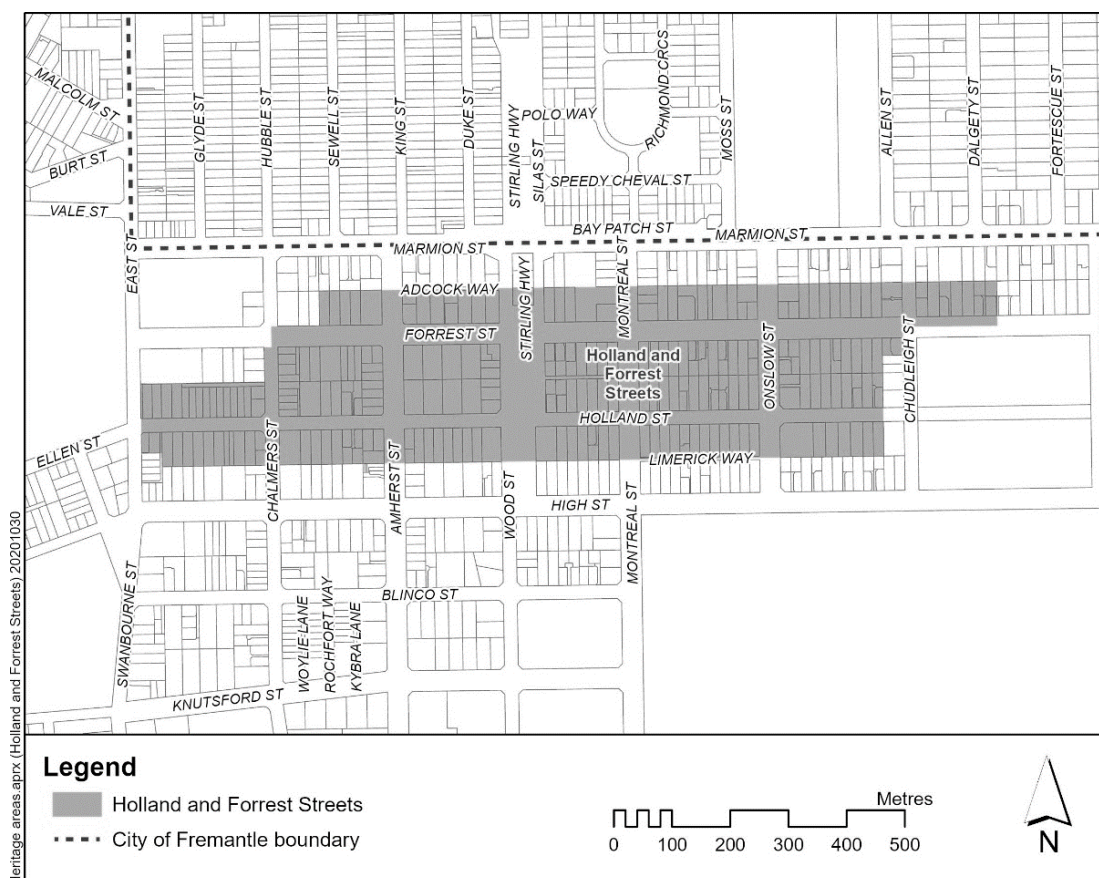 MALCOLM ST
BURT ST
VALE ST
EAST ST
GLYDE ST
HUBBLE ST
SEWELL ST
KING ST
DUKE ST
STIRLING HWY
SILAS ST
POLO WAY
RICHMOND CRCS
MOSS ST
SPEEDY CHEVAL ST
BAY PATCH ST
ALLEN ST
DALGETY ST
FORTESCUE ST
MARMION ST
MARMION ST
ADCOCK WAY
FORREST ST
STIRLING HWY
MONTREAL ST
Holland and
Forrest
Streets
ONSLOW ST
CHUDLEIGH ST
HOLLAND ST
LIMERICK WAY
ELLEN ST
CHALMERS ST
AMHERST ST
WOOD ST
HIGH ST
MONTREAL ST
BLINCO ST
SWANBOURNE ST
WOYLIE LANE
ROCHFORT WAY
KYBRA LANE
KNUTSFORD ST
eritage areas.aprx (Holland and Forrest Streets) 20201030
Legend
Holland and Forrest Streets
City of Fremantle boundary
Metres
0 100 200 300 400 500
N